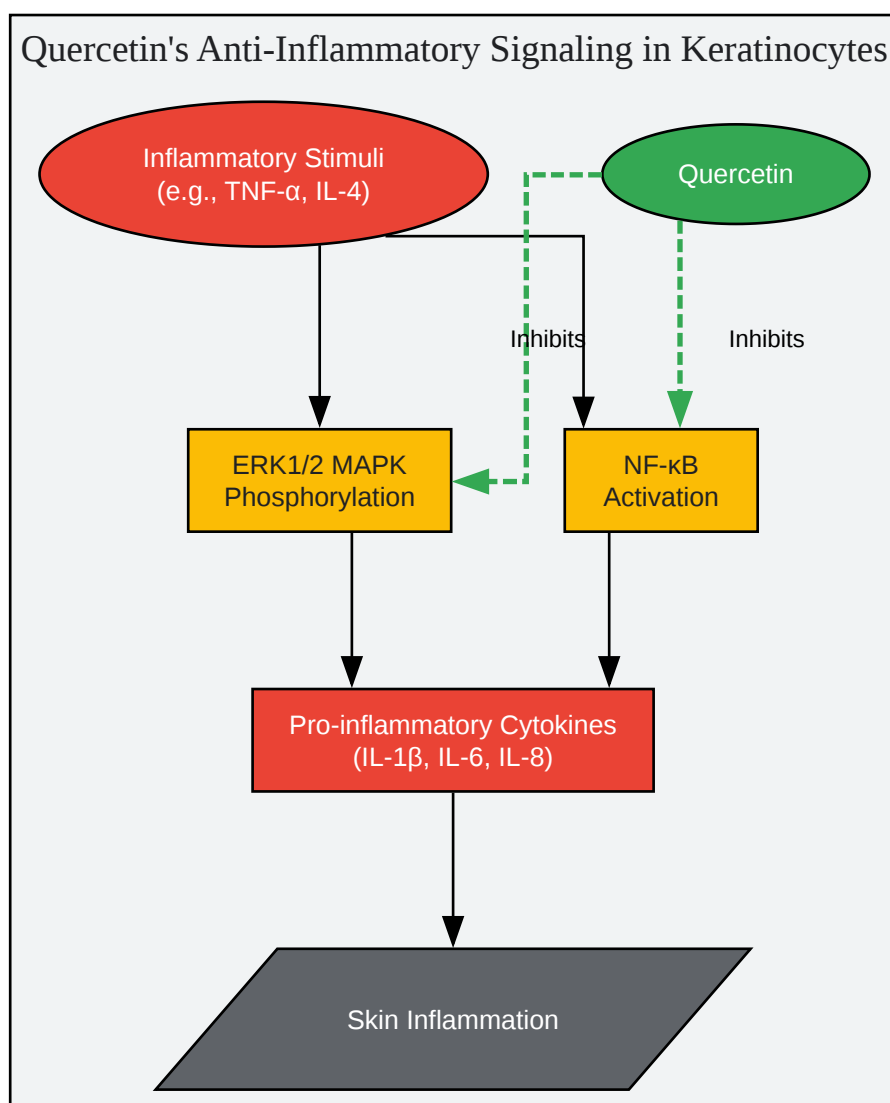 Quercetin's Anti-Inflammatory Signaling in Keratinocytes
Inflammatory Stimuli
(e.g., TNF-α, IL-4)
Quercetin
Inhibits
Inhibits
ERK1/2 MAPK
Phosphorylation
NF-κB
Activation
Pro-inflammatory Cytokines
(IL-1β, IL-6, IL-8)
Skin Inflammation